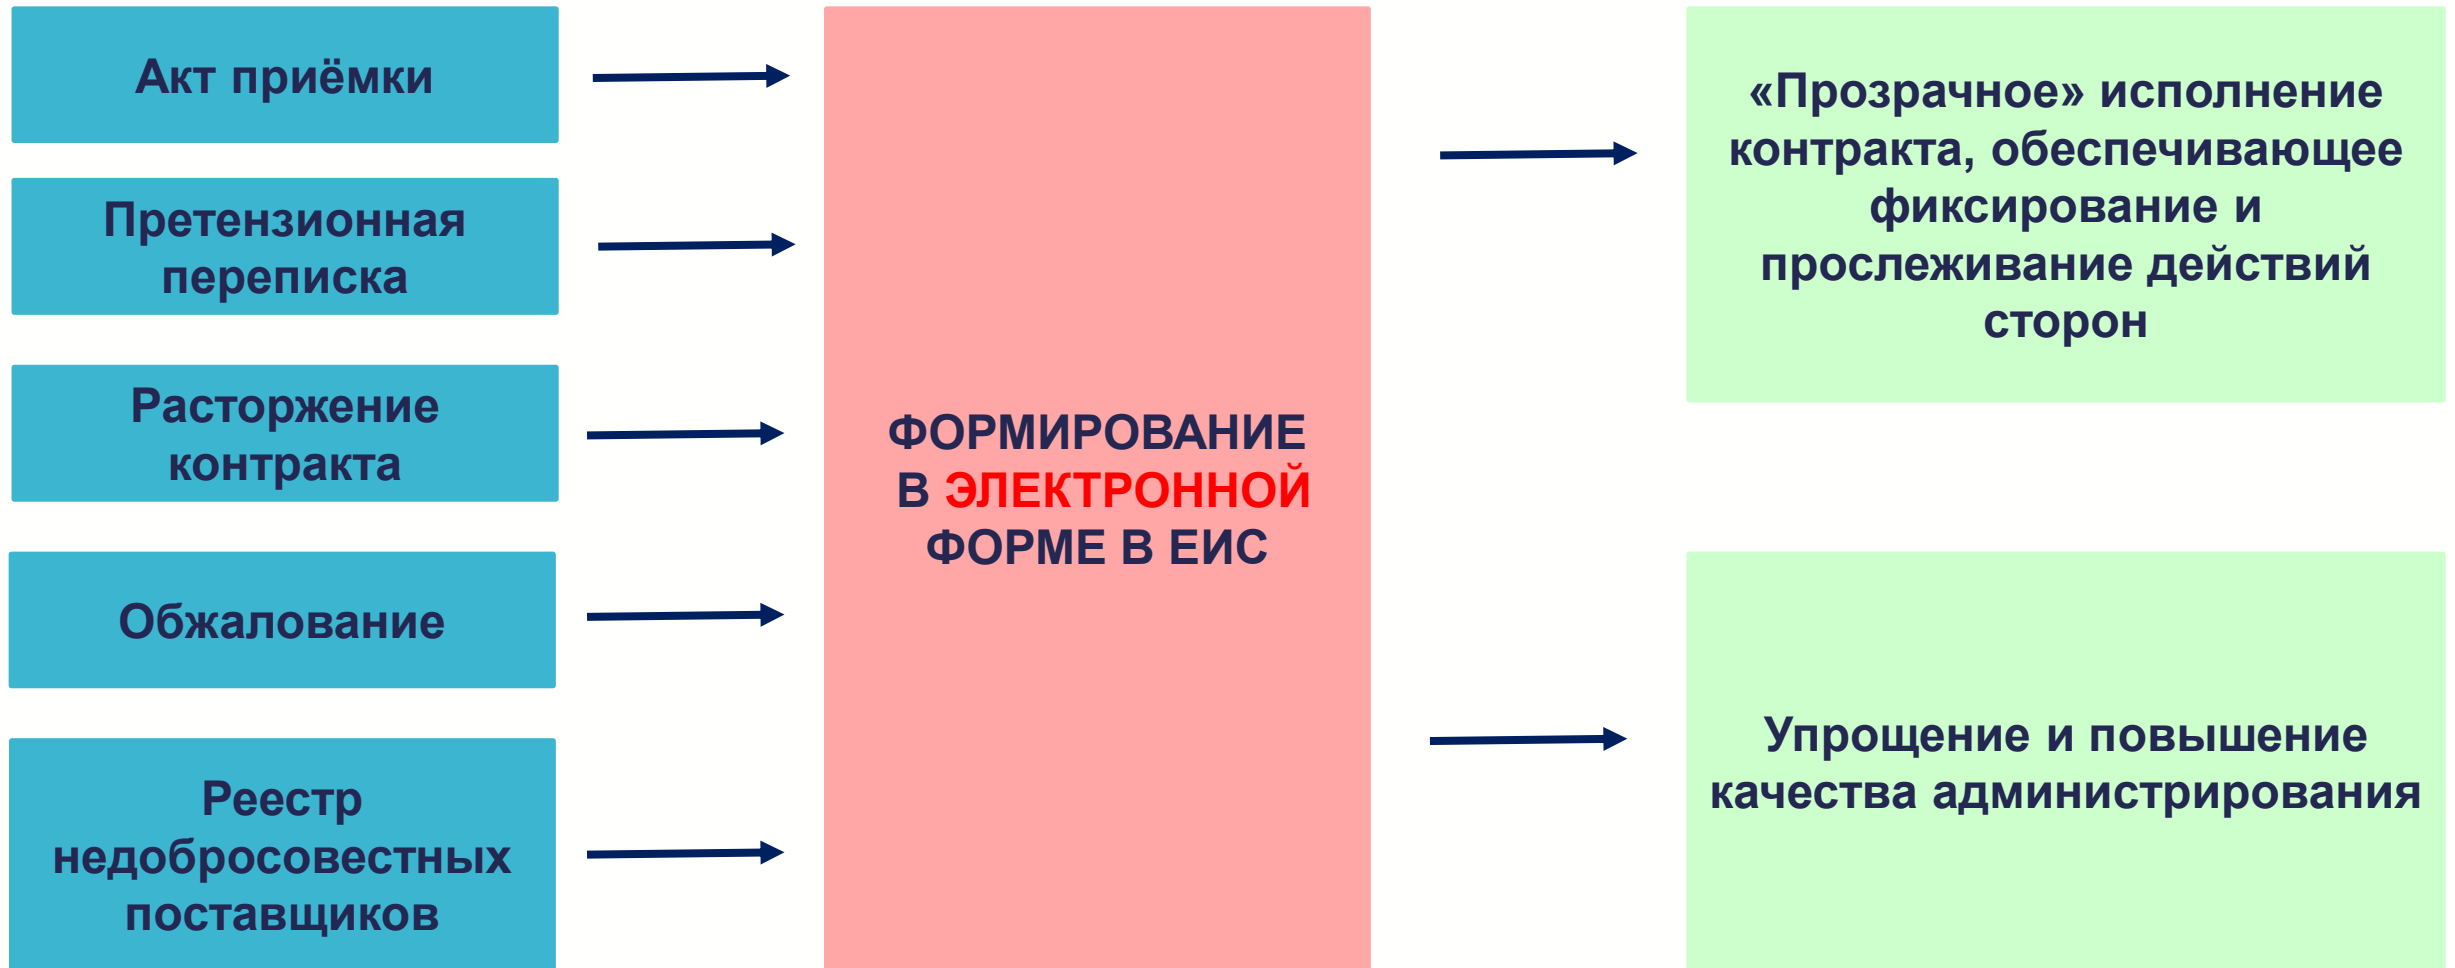 Акт приёмки
Претензионная
переписка
Расторжение
контракта
Обжалование
Реестр
недобросовестных
поставщиков
ФОРМИРОВАНИЕ
В ЭЛЕКТРОННОЙ
ФОРМЕ В ЕИС
«Прозрачное» исполнение
контракта, обеспечивающее
фиксирование и
прослеживание действий
сторон
Упрощение и повышение
качества администрирования